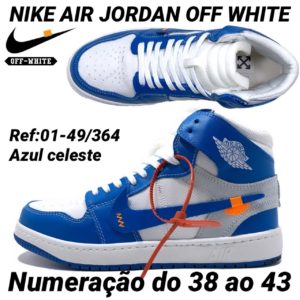 NIKE AIR JORDAN OFF WHITE
OFF-WHITE
Ref:01-49/364
Azul celeste
Numeração do 38 ao 43